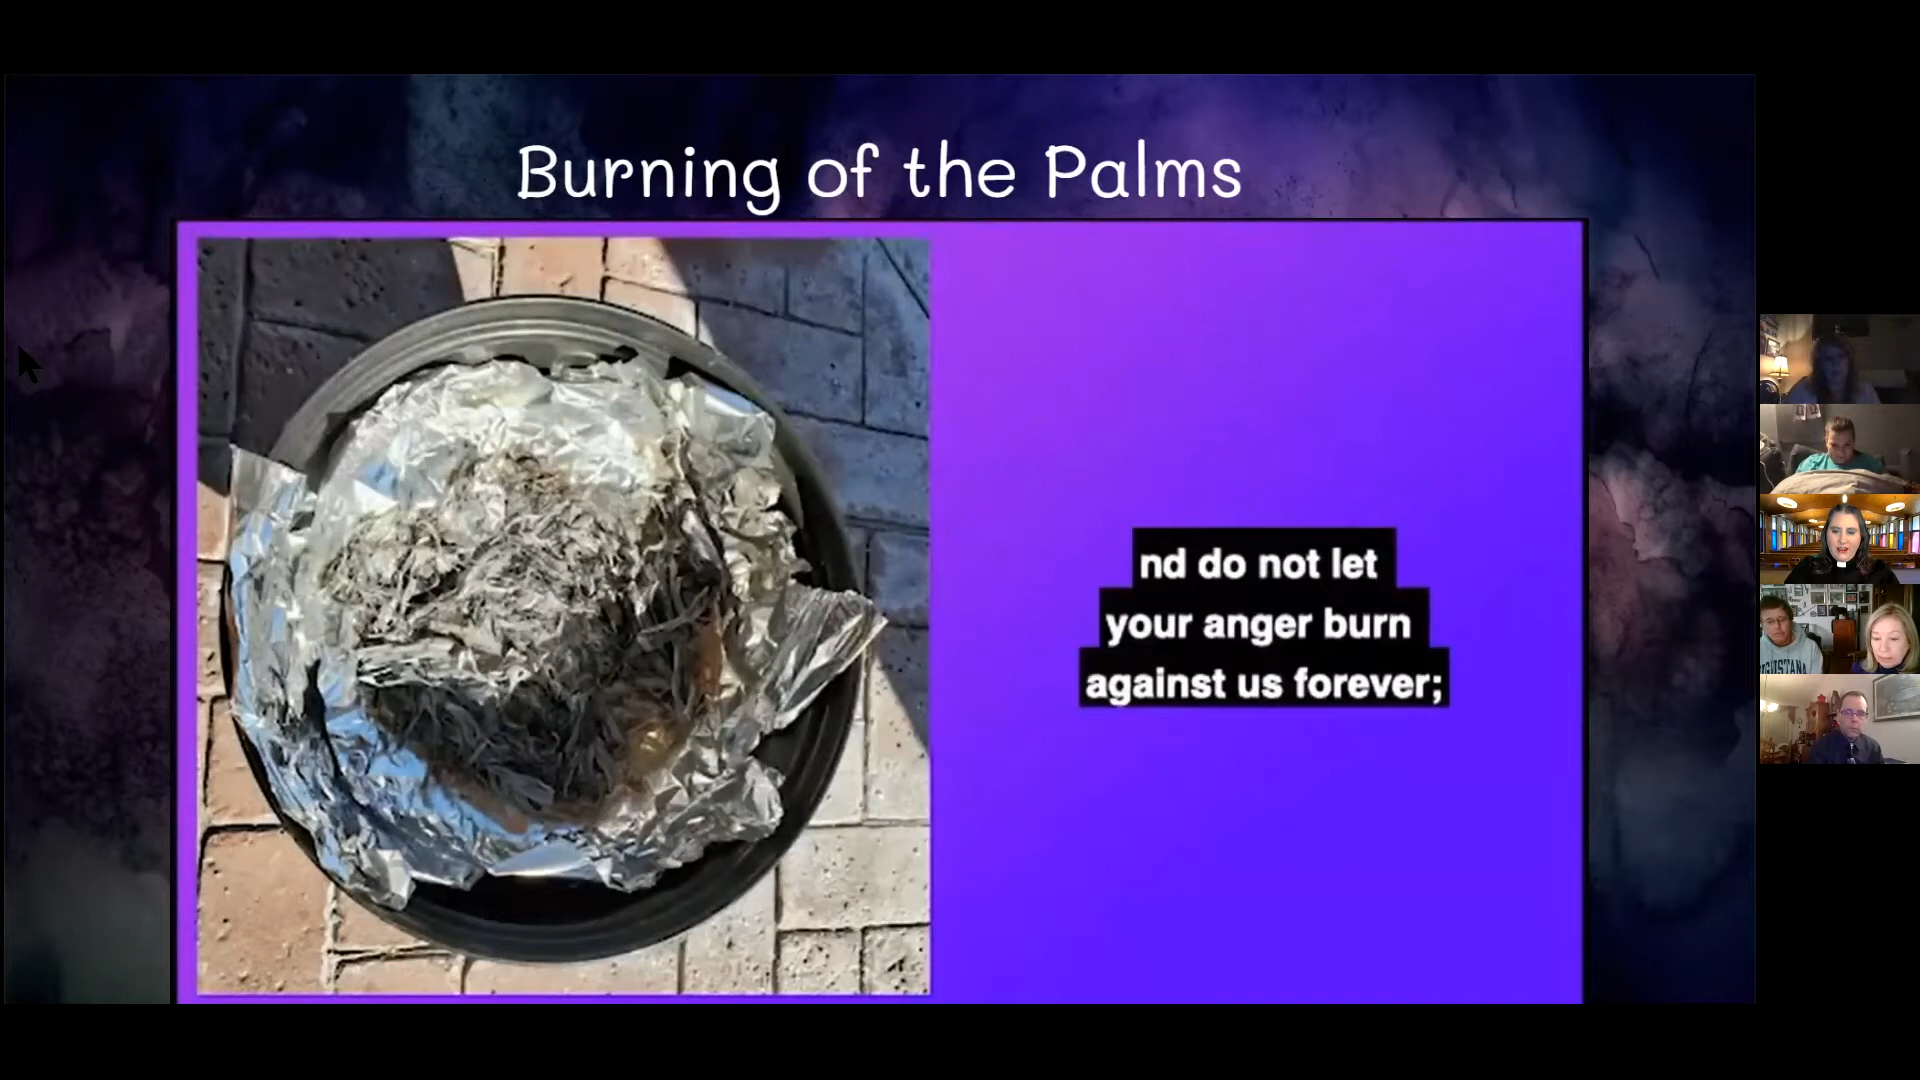 Burning of the Palms
nd do not let
your anger burn
against us forever;